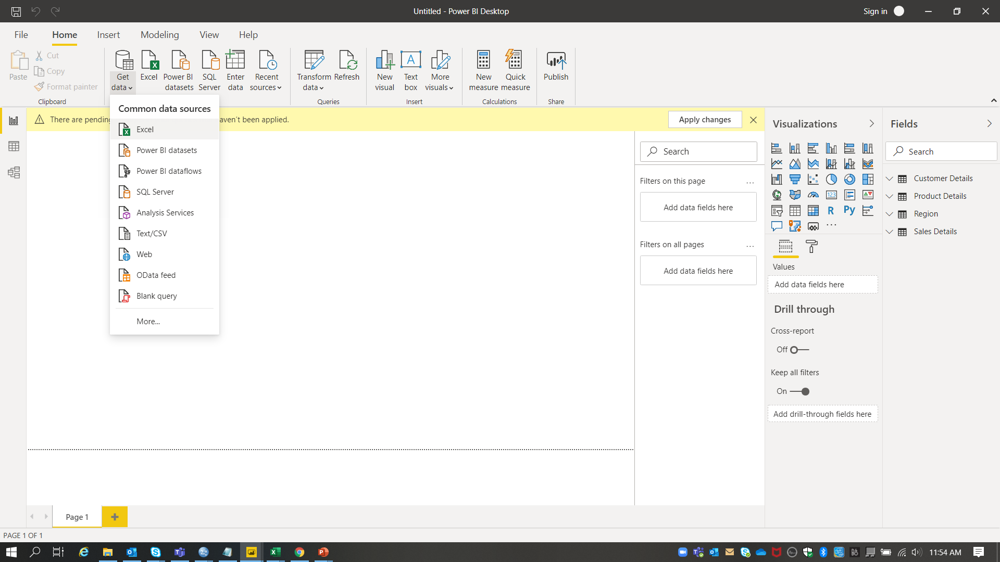 Untitled - Power BI Desktop
Sign in
File Home Insert Modeling View Help
Paste
Cut
Copy
Format painter
Clipboard
Get data
Excel
Power BI datasets
SQL Server
Enter data
Recent sources
Transform data
Refresh
Queries
New visual
Text box
More visuals
Insert
New measure
Quick measure
Calculations
Publish
Share
Common data sources
Excel
Power BI datasets
Power BI dataflows
SQL Server
Analysis Services
Text/CSV
Web
OData feed
Blank query
More...
There are pending
aven't been applied.
Apply changes
Search
Filters on this page
Add data fields here
Filters on all pages
Add data fields here
Visualizations
123
R
Py
Values
Add data fields here
Drill through
Cross-report
Off
Keep all filters
On
Add drill-through fields here
Fields
Search
Customer Details
Product Details
Region
Sales Details
Page 1
PAGE 1 OF 1
11:54 AM